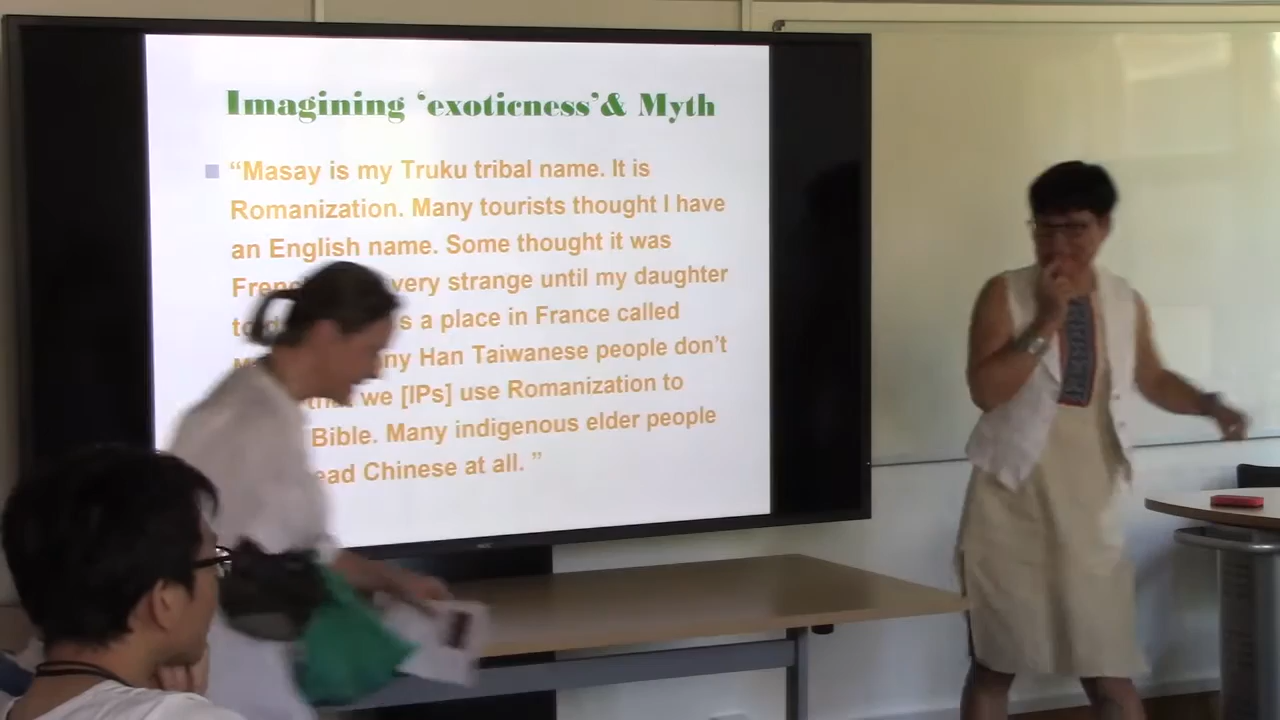 Imagining ‘exoticness’& Myth
“Masay is my Truku tribal name. It is
Romanization. Many tourists thought I have
an English name. Some thought it was
very strange until my daughter
a place in France called
Han Taiwanese people don’t
we [IPs] use Romanization to
Bible. Many indigenous elder people
Chinese at all. ”